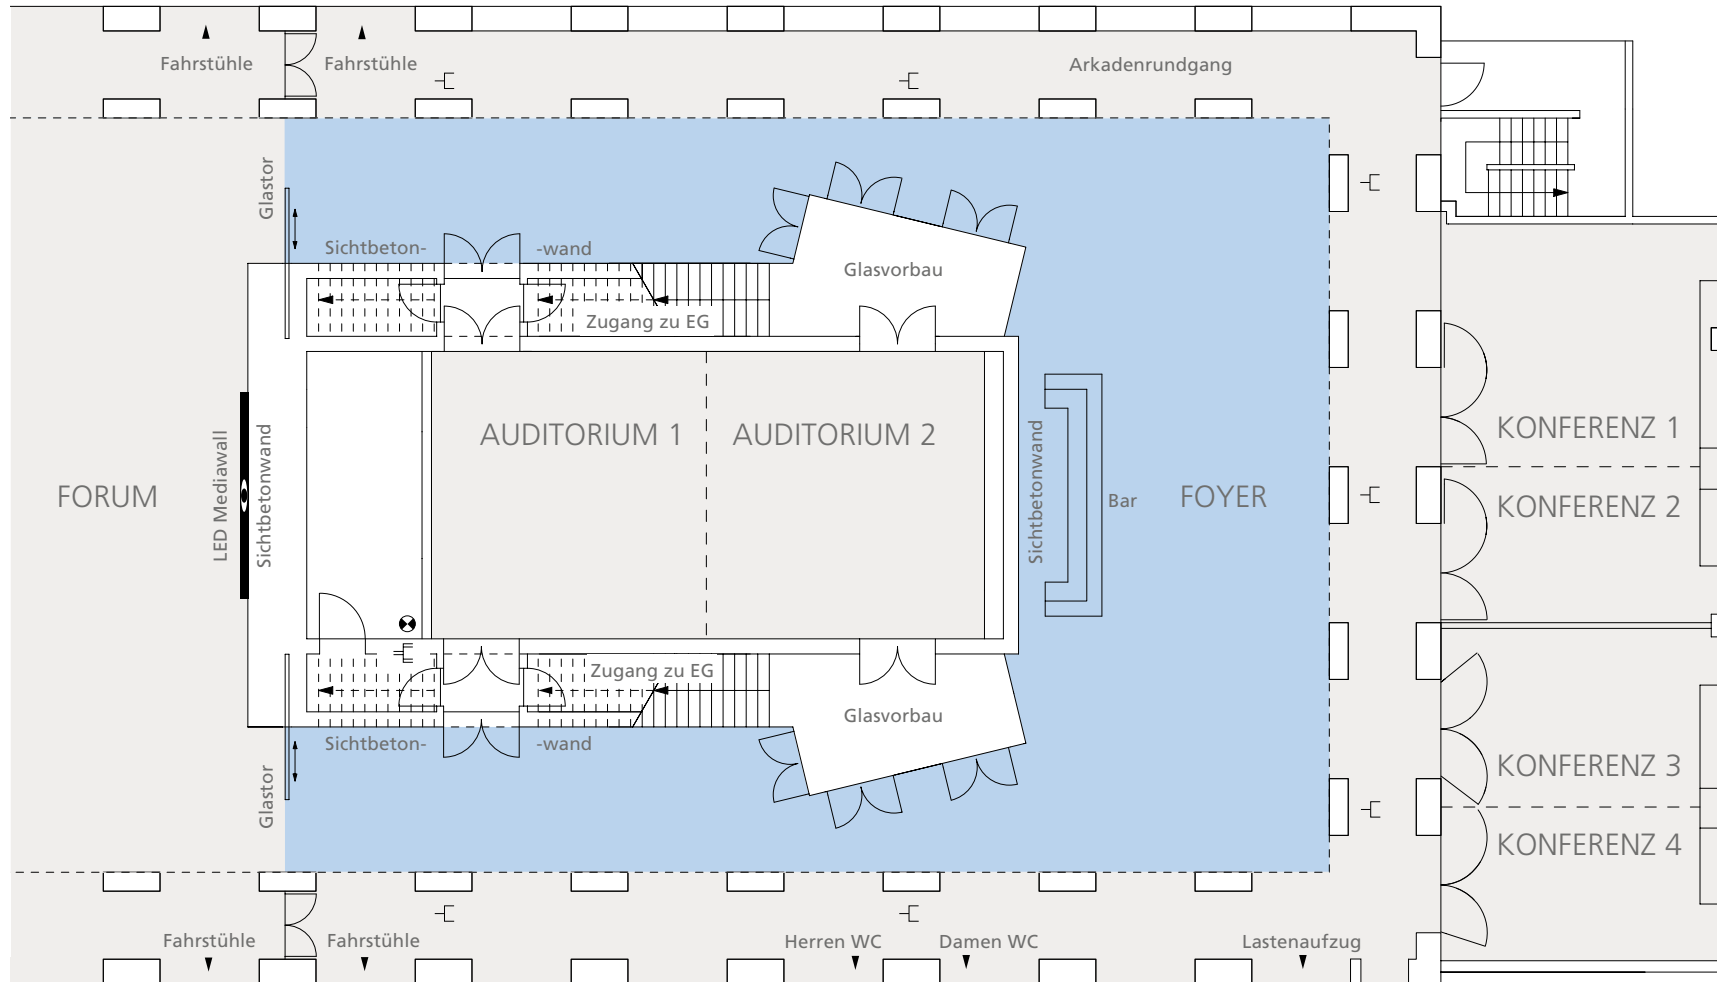 Fahrstühle
Fahrstühle
Arkadenrundgang
Glastor
Sichtbeton-
-wand
Glasvorbau
Zugang zu EG
AUDITORIUM 1
AUDITORIUM 2
FORUM
LED Mediawall
Sichtbetonwand
Sichtbetonwand
Bar
FOYER
KONFERENZ 1
KONFERENZ 2
Zugang zu EG
Glasvorbau
Sichtbeton-
-wand
Glastor
KONFERENZ 3
KONFERENZ 4
Fahrstühle
Fahrstühle
Herren WC
Damen WC
Lastenaufzug